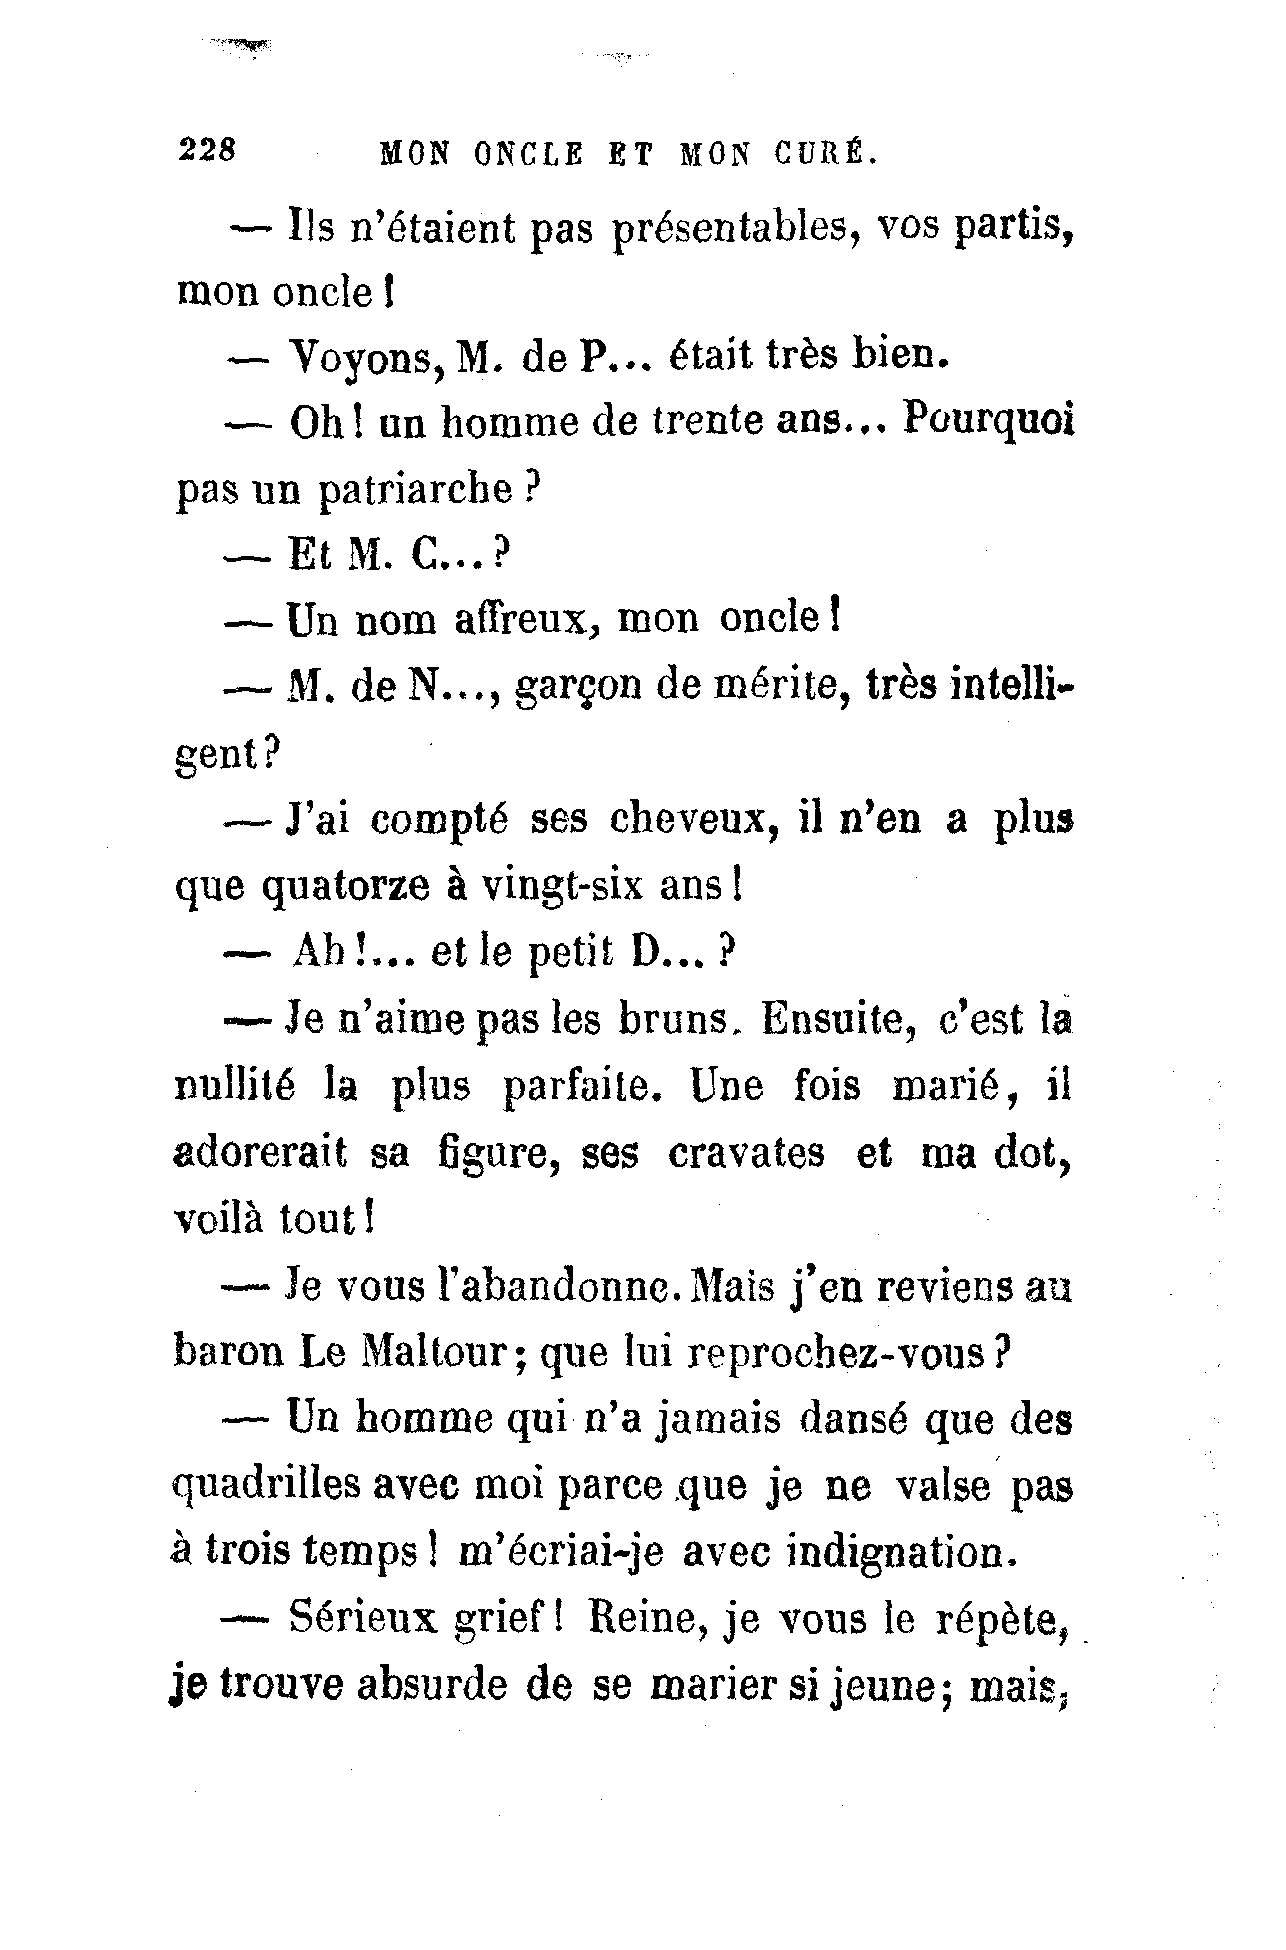 228 MON ONCLE ET MON CURÉ.
— Ils n'étaient pas présentables, vos partis,
mon oncle !
— Voyons, M. de P... était très bien.
— Oh ! un homme de trente ans... Pourquoi
pas un patriarche ?
— Et M. C... ?
— Un nom affreux, mon oncle !
— M. de N..., garçon de mérite, très intelli-
gent ?
— J'ai compté ses cheveux, il n'en a plus
que quatorze à vingt-six ans !
— Ah !... et le petit D... ?
— Je n'aime pas les bruns. Ensuite, c'est la
nullité la plus parfaite. Une fois marié, il
adorerait sa figure, ses cravates et ma dot,
voilà tout !
— Je vous l'abandonne. Mais j'en reviens au
baron Le Maltour ; que lui reprochez-vous ?
— Un homme qui n'a jamais dansé que des
quadrilles avec moi parce que je ne valse pas
à trois temps ! m'écriai-je avec indignation.
— Sérieux grief ! Reine, je vous le répète,
je trouve absurde de se marier si jeune ; mais,